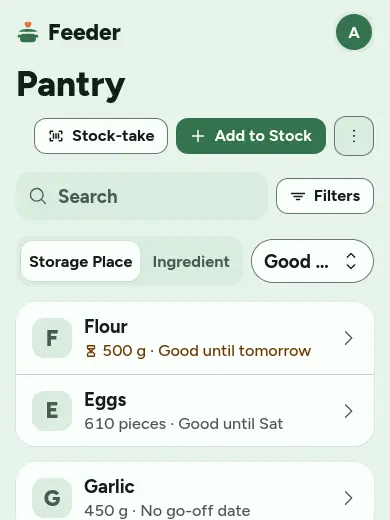 Feeder
A
Pantry
Stock-take
Add to Stock
Search
Filters
Storage Place
Ingredient
Good ...
F
Flour
500 g · Good until tomorrow
E
Eggs
610 pieces · Good until Sat
G
Garlic
450 g · No go-off date